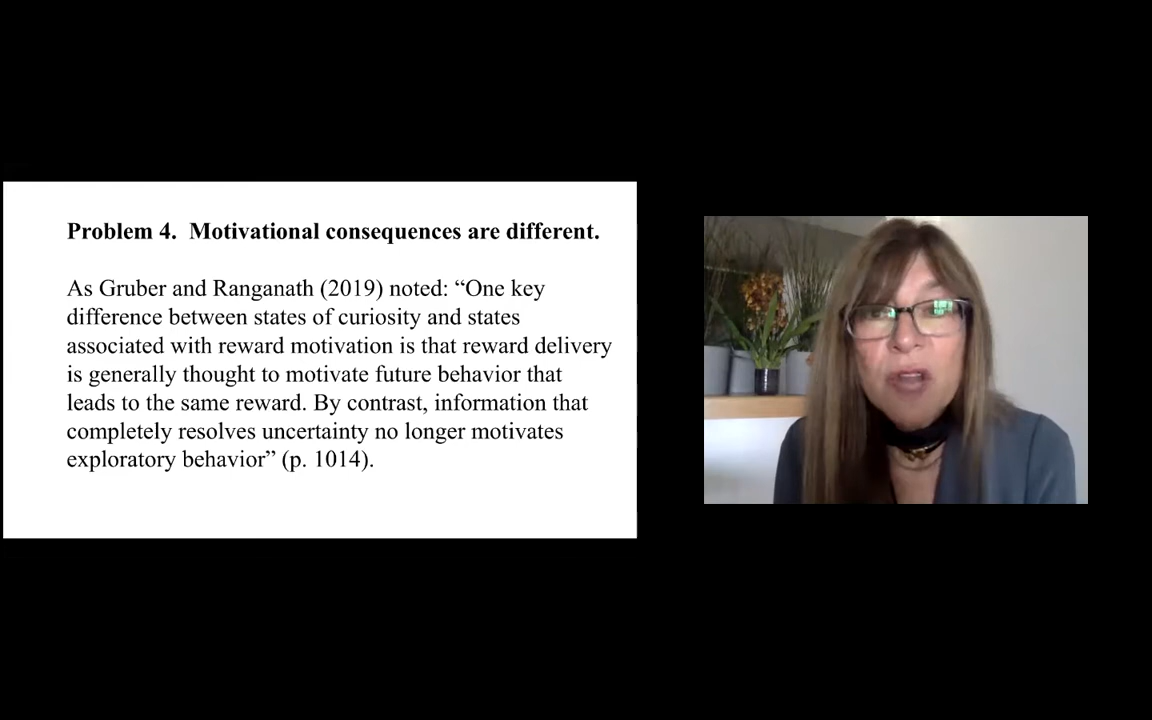 Problem 4.  Motivational consequences are different.
As Gruber and Ranganath (2019) noted: “One key
difference between states of curiosity and states
associated with reward motivation is that reward delivery
is generally thought to motivate future behavior that
leads to the same reward. By contrast, information that
completely resolves uncertainty no longer motivates
exploratory behavior” (p. 1014).